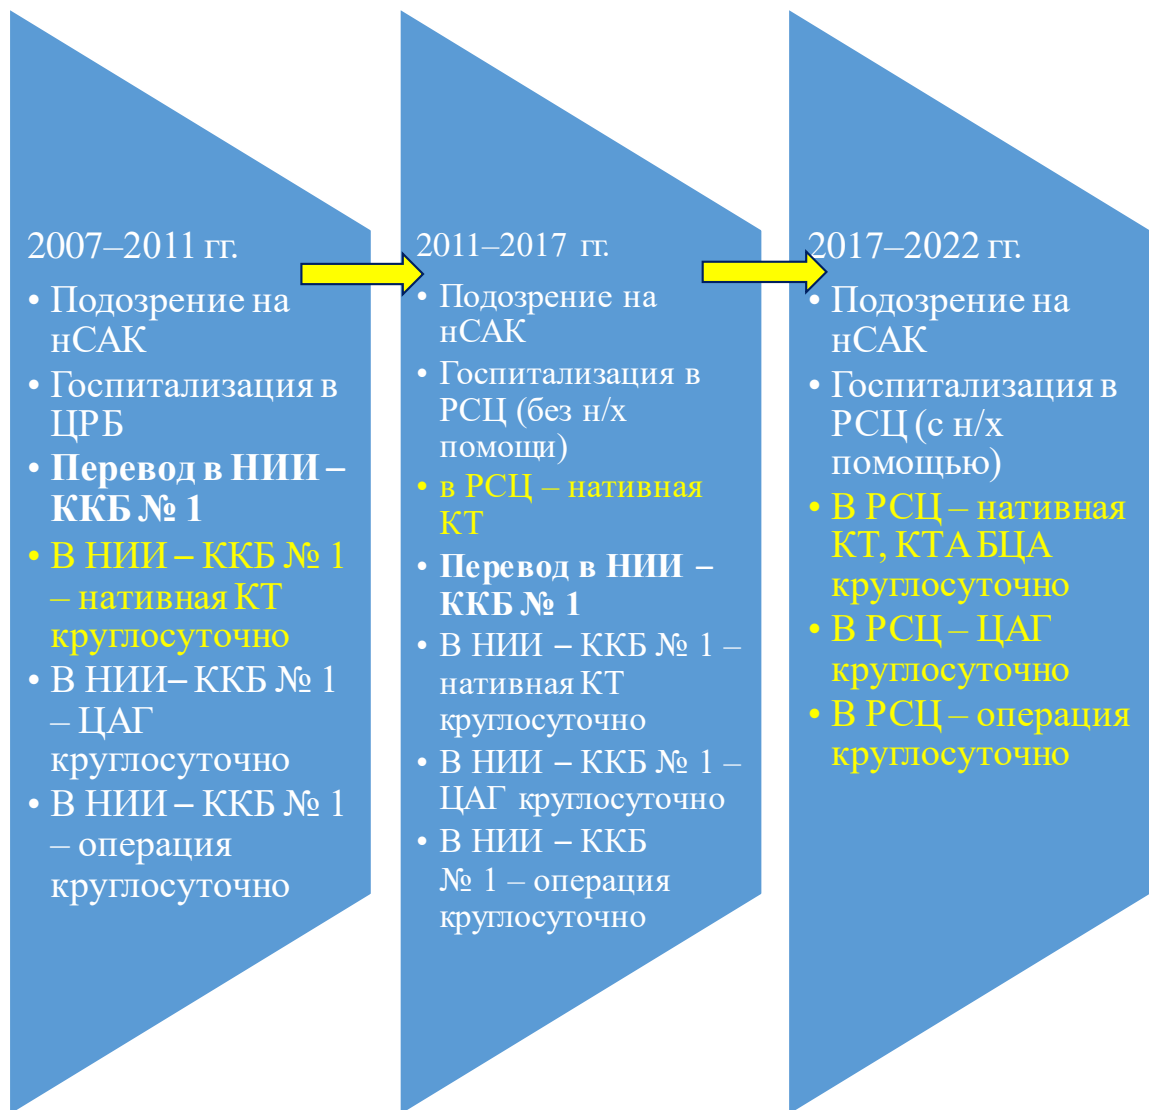 2007–2011 гг.
• Подозрение на
нСАК
• Госпитализация в
ЦРБ
• Перевод в НИИ –
ККБ № 1
• В НИИ – ККБ № 1
– нативная КТ
круглосуточно
• В НИИ– ККБ № 1
– ЦАГ
круглосуточно
• В НИИ – ККБ № 1
– операция
круглосуточно
2011–2017 гг.
• Подозрение на
нСАК
• Госпитализация в
РСЦ (без н/х
помощи)
• в РСЦ – нативная
КТ
• Перевод в НИИ –
ККБ № 1
• В НИИ – ККБ № 1 –
нативная КТ
круглосуточно
• В НИИ – ККБ № 1 –
ЦАГ круглосуточно
• В НИИ – ККБ
№ 1 – операция
круглосуточно
2017–2022 гг.
• Подозрение на
нСАК
• Госпитализация в
РСЦ (с н/х
помощью)
• В РСЦ – нативная
КТ, КТА БЦА
круглосуточно
• В РСЦ – ЦАГ
круглосуточно
• В РСЦ – операция
круглосуточно